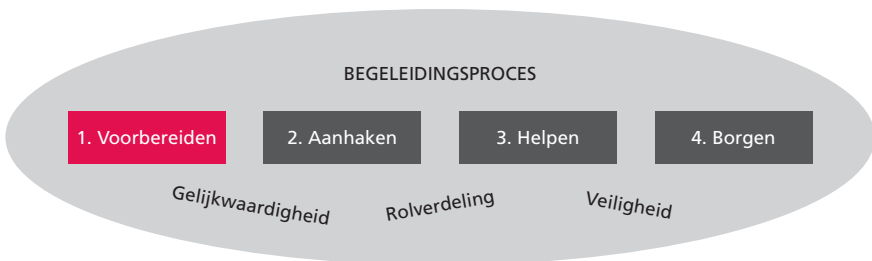 BEGELEIDINGSPROCES
1. Voorbereiden
2. Aanhaken
3. Helpen
4. Borgen
Gelijkwaardigheid
Rolverdeling
Veiligheid